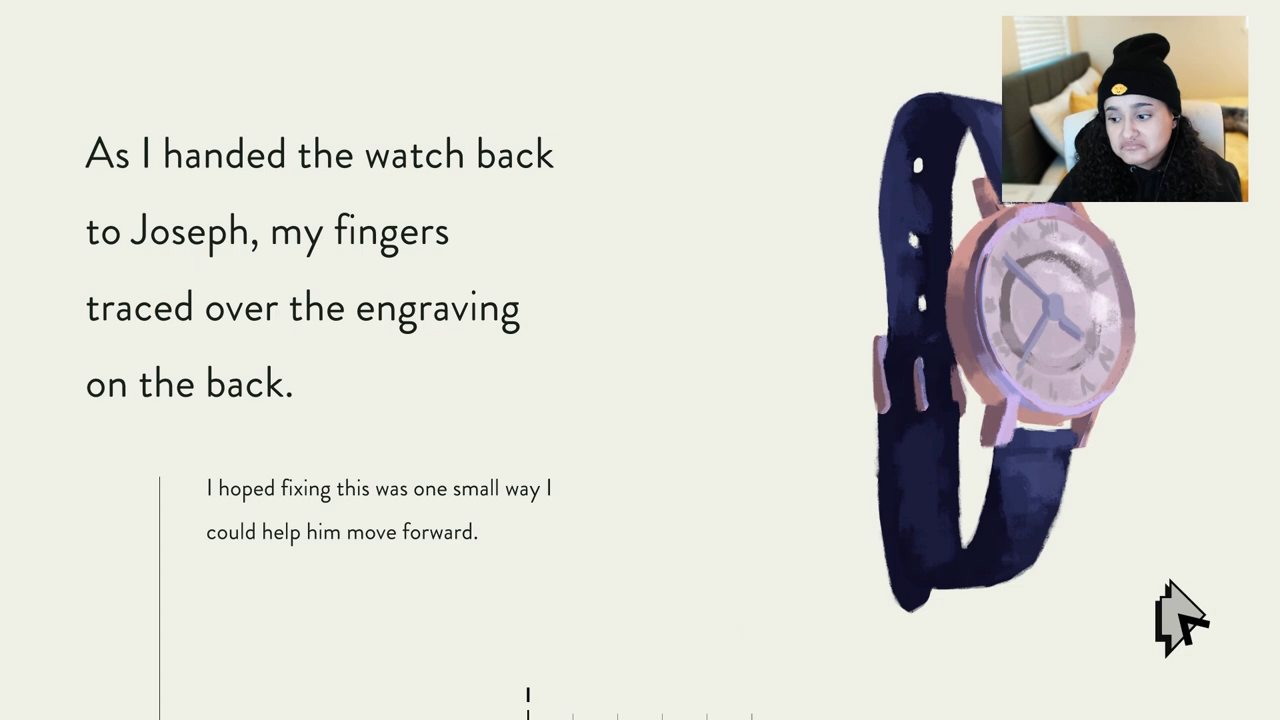 As I handed the watch back
to Joseph, my fingers
traced over the engraving
on the back.
I hoped fixing this was one small way I
could help him move forward.